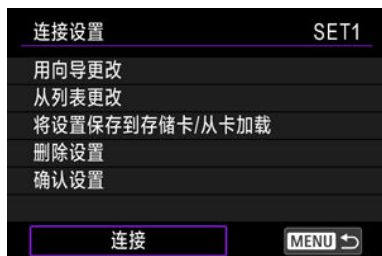 连接设置 SET1
用向导更改
从列表更改
将设置保存到存储卡/从卡加载
删除设置
确认设置
连接 MENU